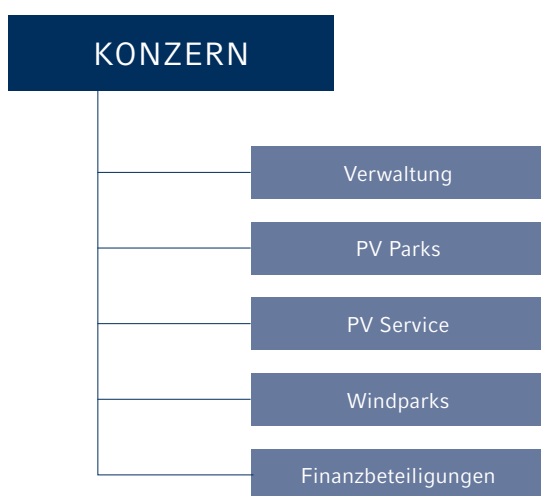 KONZERN
Verwaltung
PV Parks
PV Service
Windparks
Finanzbeteiligungen